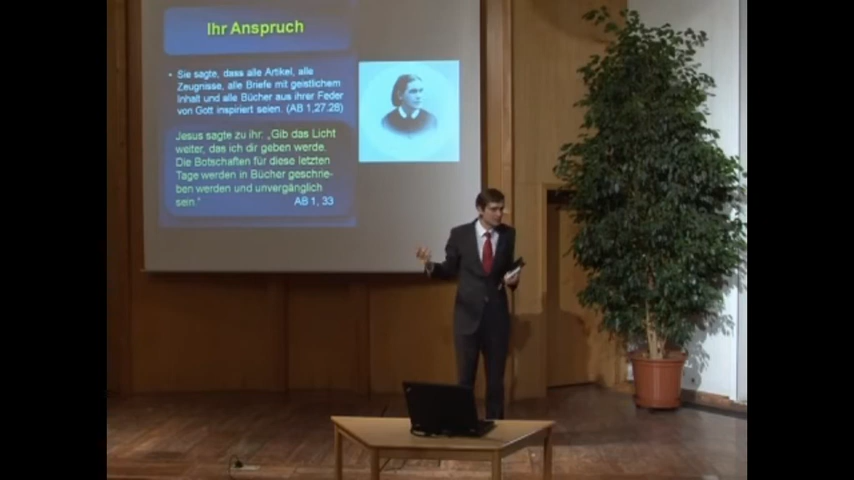 Ihr Anspruch
• Sie sagte, dass alle Artikel, alle
Zeugnisse, alle Briefe mit geistlichem
Inhalt und alle Bücher aus ihrer Feder
von Gott inspiriert seien. (AB 1,27.28)
Jesus sagte zu ihr: „Gib das Licht
weiter, das ich dir geben werde.
Die Botschaften für diese letzten
Tage werden in Bücher geschrie-
ben werden und unvergänglich
sein.“ AB 1, 33